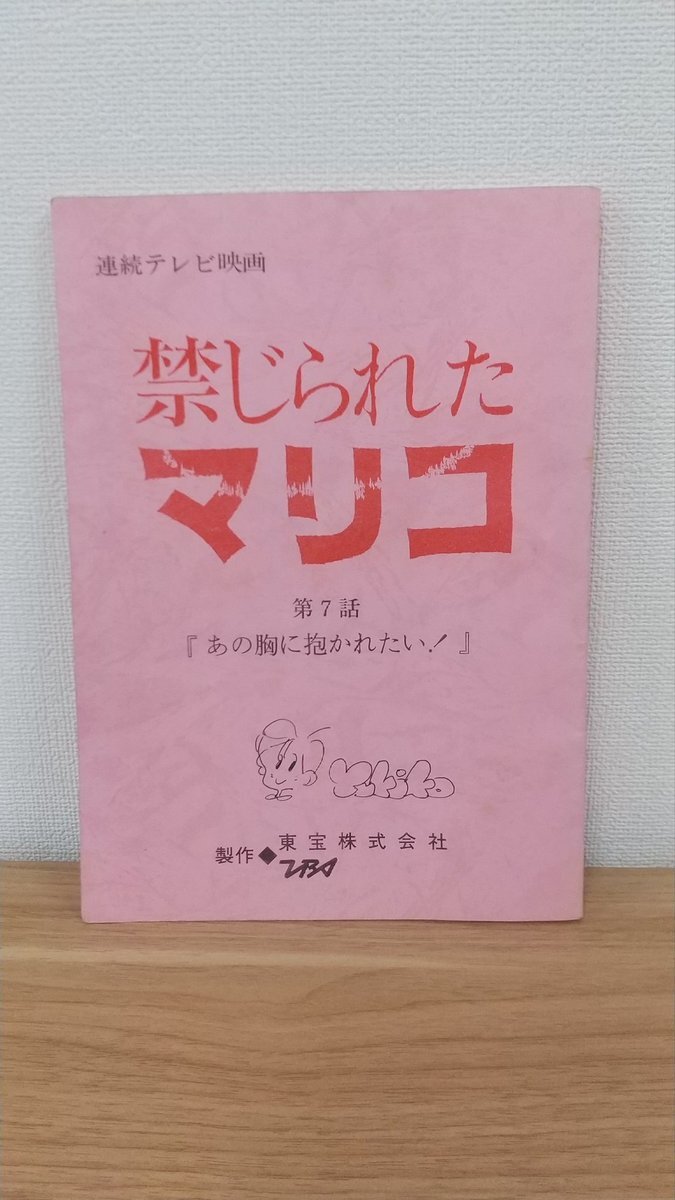 連続テレビ映画
禁じられた
マリコ
第7話
『あの胸に抱かれたい!』
製作◆東宝株式会社
TBS